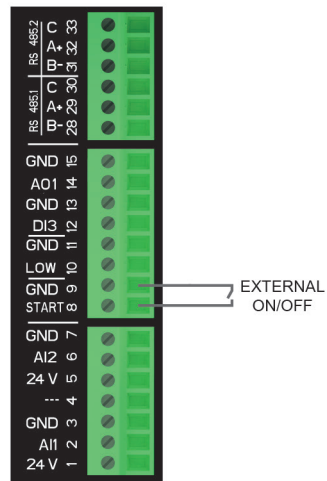 RS 485.2
C 33
A+ 32
B- 31
RS 485.1
C 30
A+ 29
B- 28
GND 15
AO1 14
GND 13
DI3 12
GND 11
LOW 10
GND 9
START 8
EXTERNAL
ON/OFF
GND 7
AI2 6
24 V 5
--- 4
GND 3
AI1 2
24 V 1